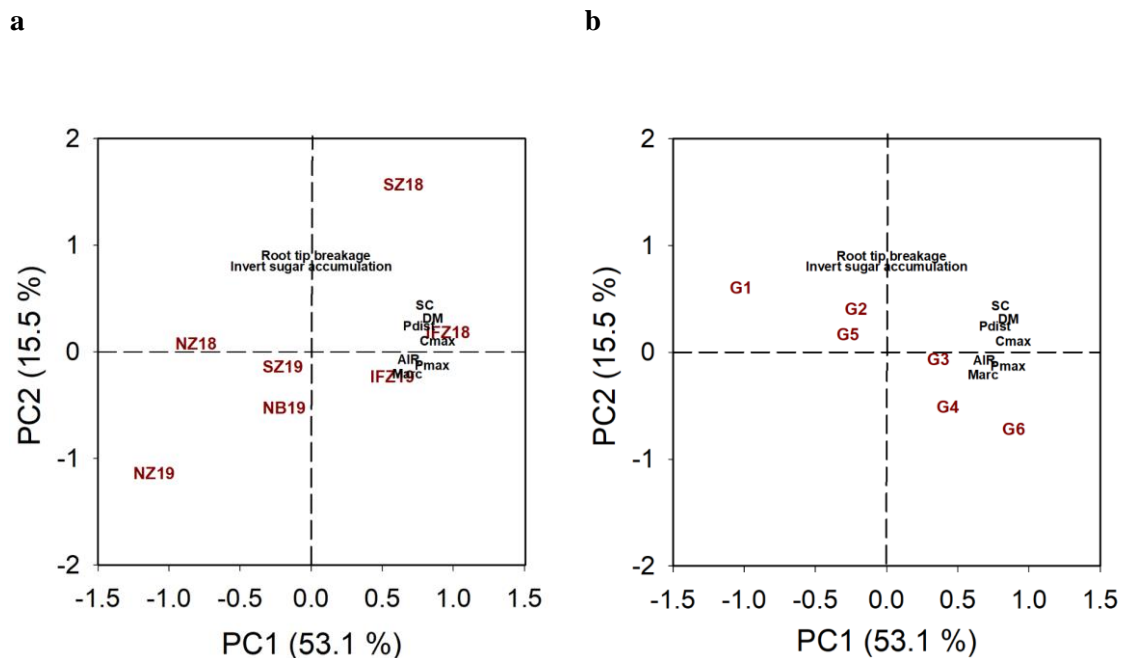 a
b
2
1
0
-1
-2
PC2 (15.5 %)
SZ18
Root tip breakage
Invert sugar accumulation
SC
DM
Pdist
IFZ18
Cmax
NZ18
SZ19
AIR
Pmax
IFZ19
Marc
NB19
NZ19
-1.5 -1.0 -0.5 0.0 0.5 1.0 1.5
PC1 (53.1 %)
2
1
0
-1
-2
PC2 (15.5 %)
Root tip breakage
Invert sugar accumulation
G1
G2
SC
DM
Pdist
G5
Cmax
G3
AIR
Pmax
Marc
G4
G6
-1.5 -1.0 -0.5 0.0 0.5 1.0 1.5
PC1 (53.1 %)